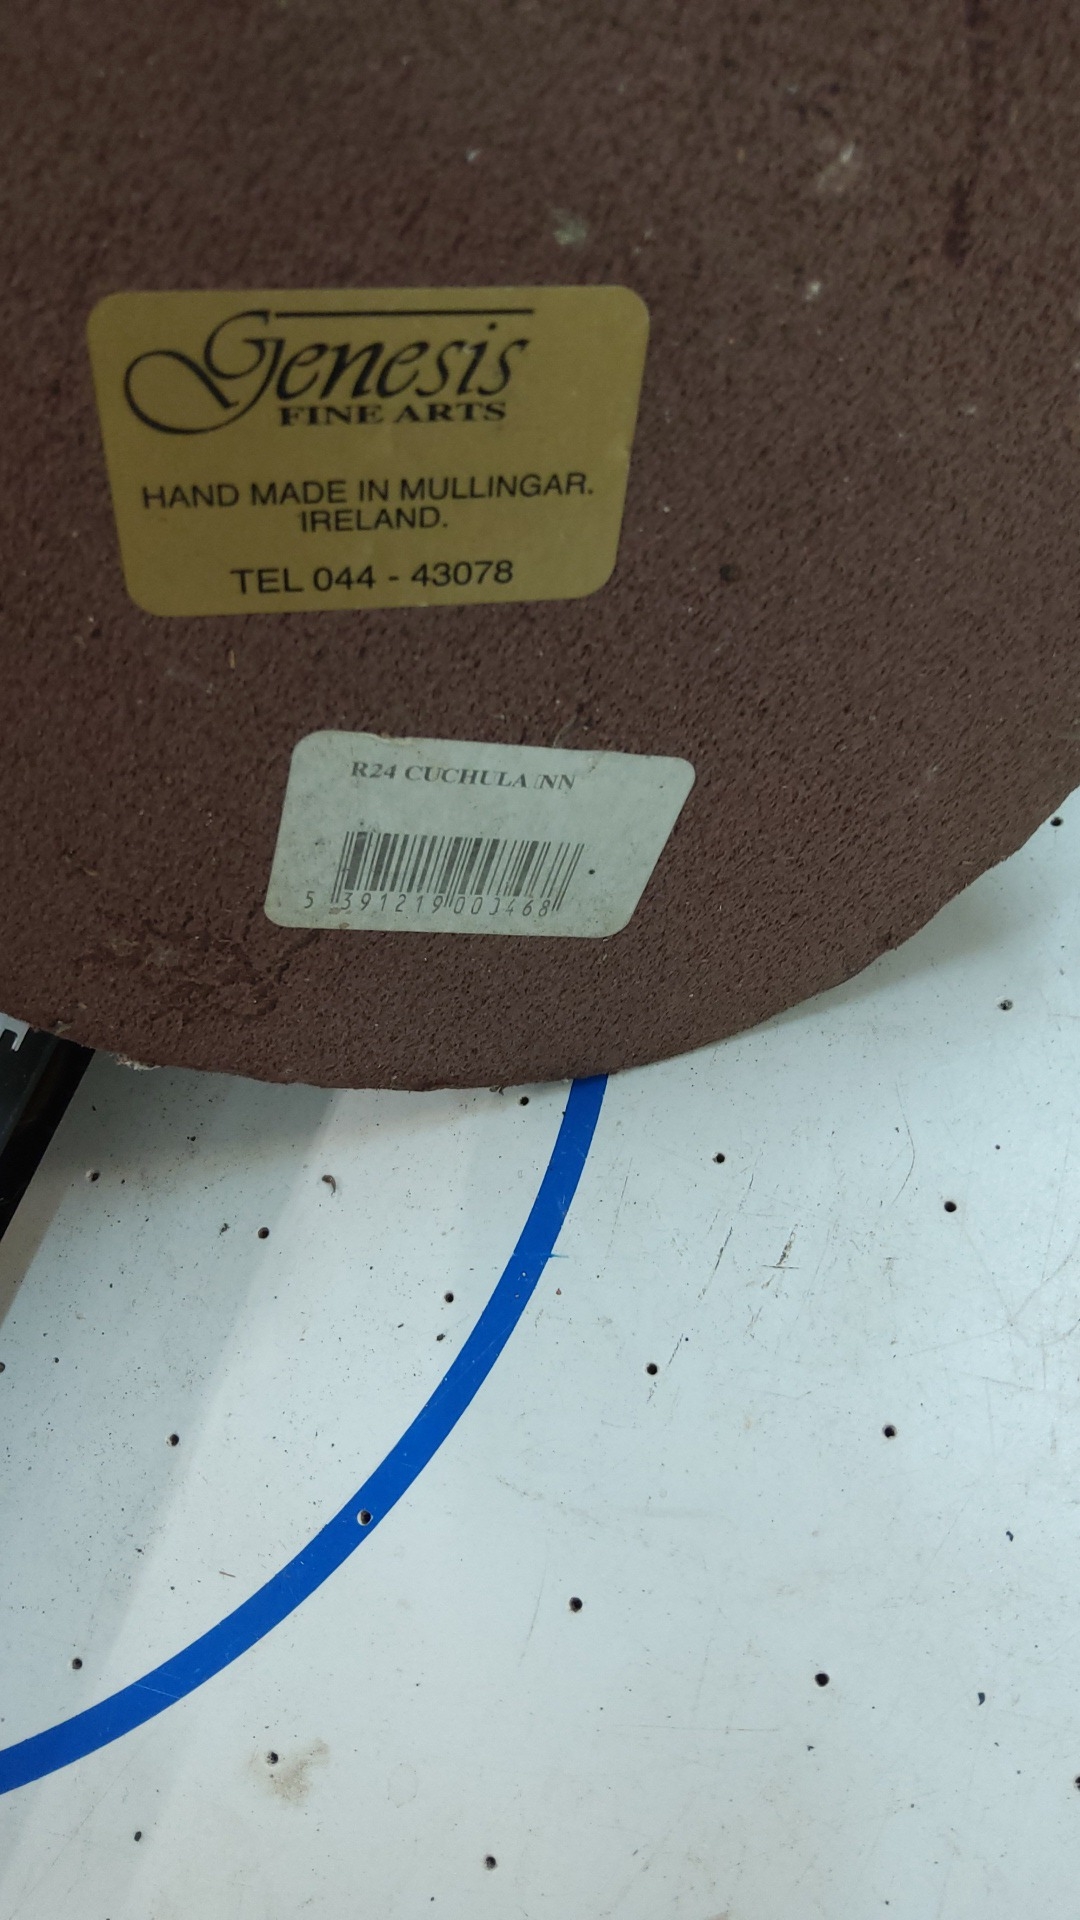 Genesis
FINE ARTS
HAND MADE IN MULLINGAR.
IRELAND.
TEL 044 - 43078
R24 CUCHULAINN
5 391219 003468